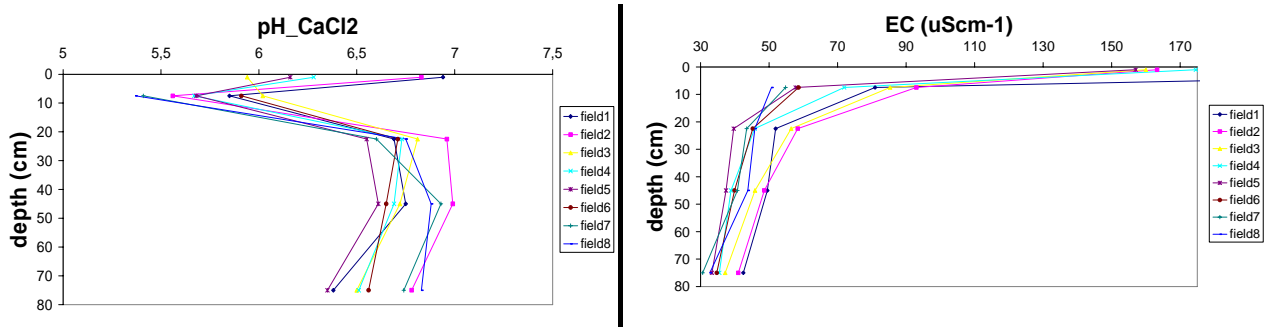 pH_CaCl2
5 5,5 6 6,5 7 7,5
0
10
20
30
40
50
60
70
80
depth (cm)
field1
field2
field3
field4
field5
field6
field7
field8
EC (uScm-1)
30 50 70 90 110 130 150 170
0
10
20
30
40
50
60
70
80
depth (cm)
field1
field2
field3
field4
field5
field6
field7
field8